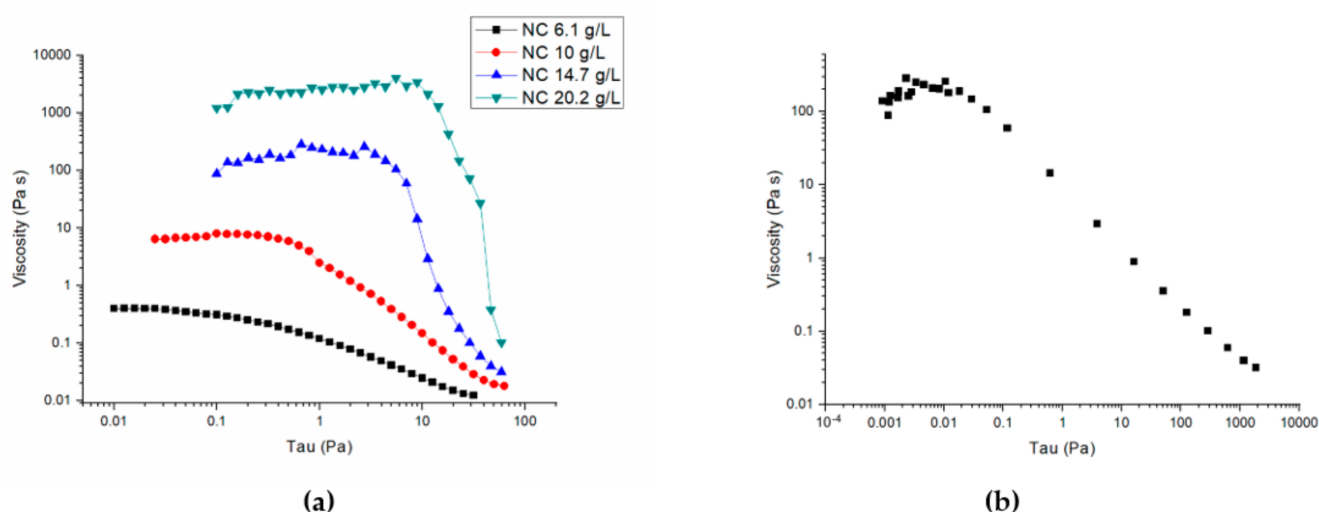 NC 6.1 g/L
NC 10 g/L
NC 14.7 g/L
NC 20.2 g/L
10000
1000
100
10
1
0.1
0.01
Viscosity (Pa s)
0.01 0.1 1 10 100
Tau (Pa)
(a)
100
10
1
0.1
0.01
Viscosity (Pa s)
10⁻⁴ 0.001 0.01 0.1 1 10 100 1000 10000
Tau (Pa)
(b)